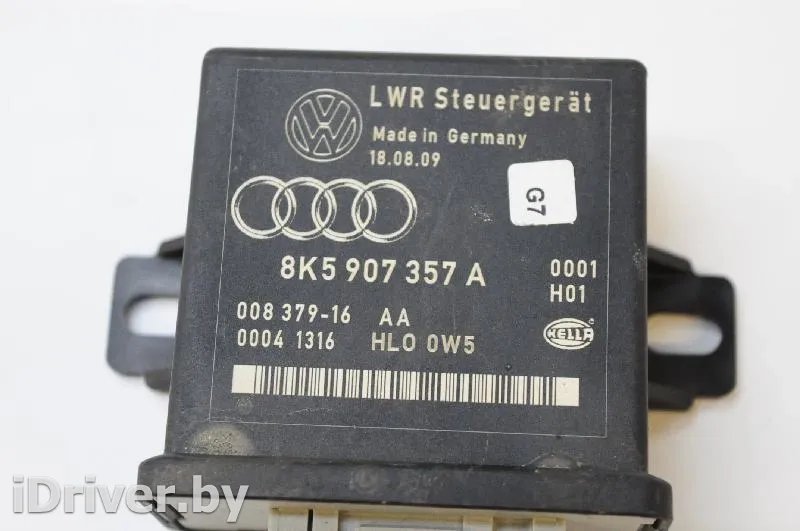 LWR Steuergerät
Made in Germany
18.08.09
G7
8K5 907 357 A
0001
H01
008 379-16 AA
0004 1316 HLO 0W5
HELLA
iDriver.by